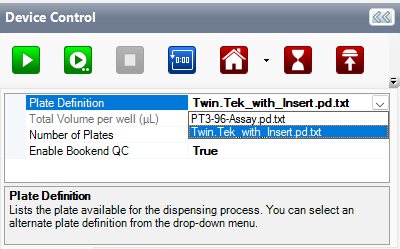 Device Control
0:00
Plate Definition Twin.Tek_with_Insert.pd.txt
Total Volume per well (µL) PT3-96-Assay.pd.txt
Twin.Tek_with_Insert.pd.txt
Number of Plates
Enable Bookend QC True
Plate Definition
Lists the plate available for the dispensing process. You can select an
alternate plate definition from the drop-down menu.